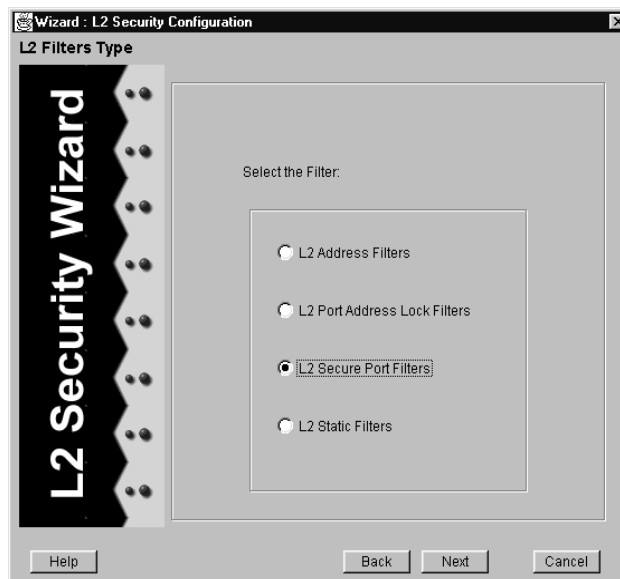 Wizard : L2 Security Configuration
L2 Filters Type
L2 Security Wizard
Select the Filter:
L2 Address Filters
L2 Port Address Lock Filters
L2 Secure Port Filters
L2 Static Filters
Help
Back
Next
Cancel